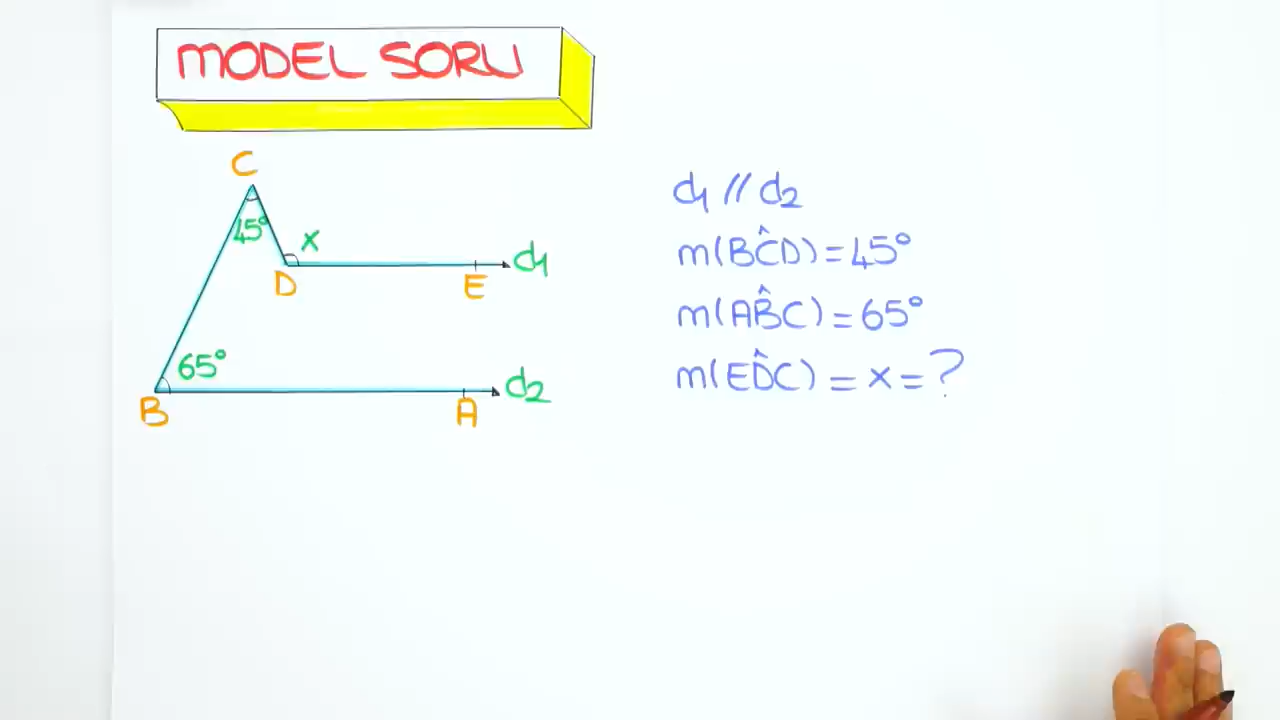 MODEL SORU
C
45°
x
D
E
d1
65°
B
A
d2
d1 // d2
m(BĈD) = 45°
m(AB̂C) = 65°
m(ED̂C) = x = ?